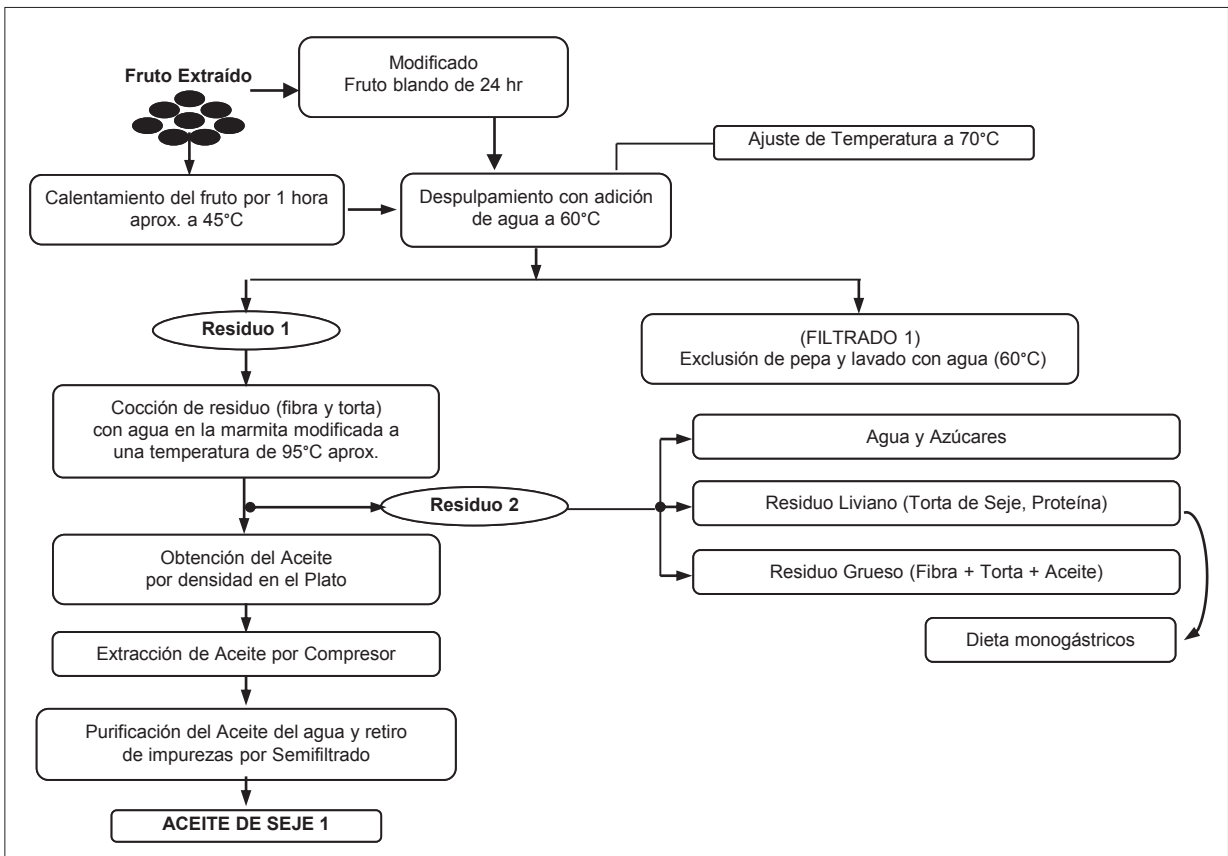 Fruto Extraído
Modificado
Fruto blando de 24 hr
Ajuste de Temperatura a 70°C
Calentamiento del fruto por 1 hora
aprox. a 45°C
Despulpamiento con adición
de agua a 60°C
Residuo 1
(FILTRADO 1)
Exclusión de pepa y lavado con agua (60°C)
Cocción de residuo (fibra y torta)
con agua en la marmita modificada a
una temperatura de 95°C aprox.
Agua y Azúcares
Residuo 2
Residuo Liviano (Torta de Seje, Proteína)
Obtención del Aceite
por densidad en el Plato
Residuo Grueso (Fibra + Torta + Aceite)
Dieta monogástricos
Extracción de Aceite por Compresor
Purificación del Aceite del agua y retiro
de impurezas por Semifiltrado
ACEITE DE SEJE 1